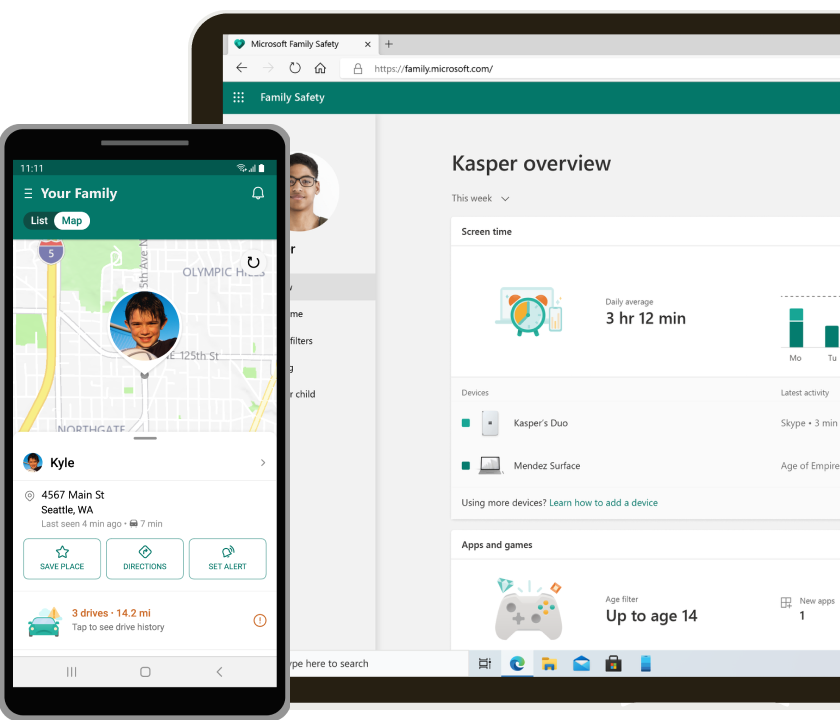 Microsoft Family Safety
https://family.microsoft.com/
Family Safety
Kasper overview
This week
Screen time
Daily average
3 hr 12 min
Mo
Tu
Devices
Latest activity
Kasper's Duo
Skype • 3 min
Mendez Surface
Age of Empire
Using more devices? Learn how to add a device
Apps and games
Age filter
Up to age 14
New apps
1
r
me
filters
g
r child
ype here to search
11:11
Your Family
List
Map
5
5th Ave N
OLYMPIC HILLS
E 125th St
NORTHGATE
Kyle
4567 Main St
Seattle, WA
Last seen 4 min ago • 7 min
SAVE PLACE
DIRECTIONS
SET ALERT
3 drives · 14.2 mi
Tap to see drive history